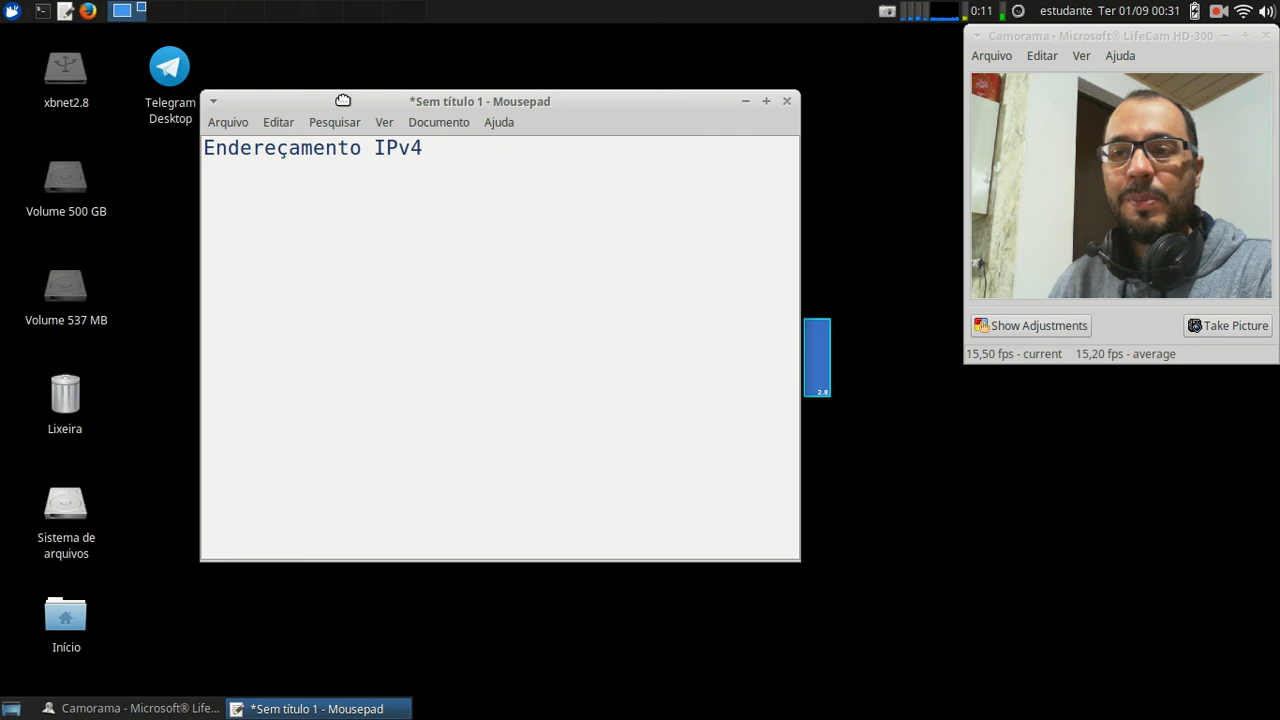 0:11
estudante Ter 01/09 00:31
xbnet2.8
Telegram
Desktop
Volume 500 GB
Volume 537 MB
Lixeira
Sistema de
arquivos
Início
*Sem título 1 - Mousepad
Arquivo Editar Pesquisar Ver Documento Ajuda
Endereçamento IPv4
2.8
Camorama - Microsoft® LifeCam HD-300
Arquivo Editar Ver Ajuda
Show Adjustments
Take Picture
15,50 fps - current 15,20 fps - average
Camorama - Microsoft® Life...
*Sem título 1 - Mousepad